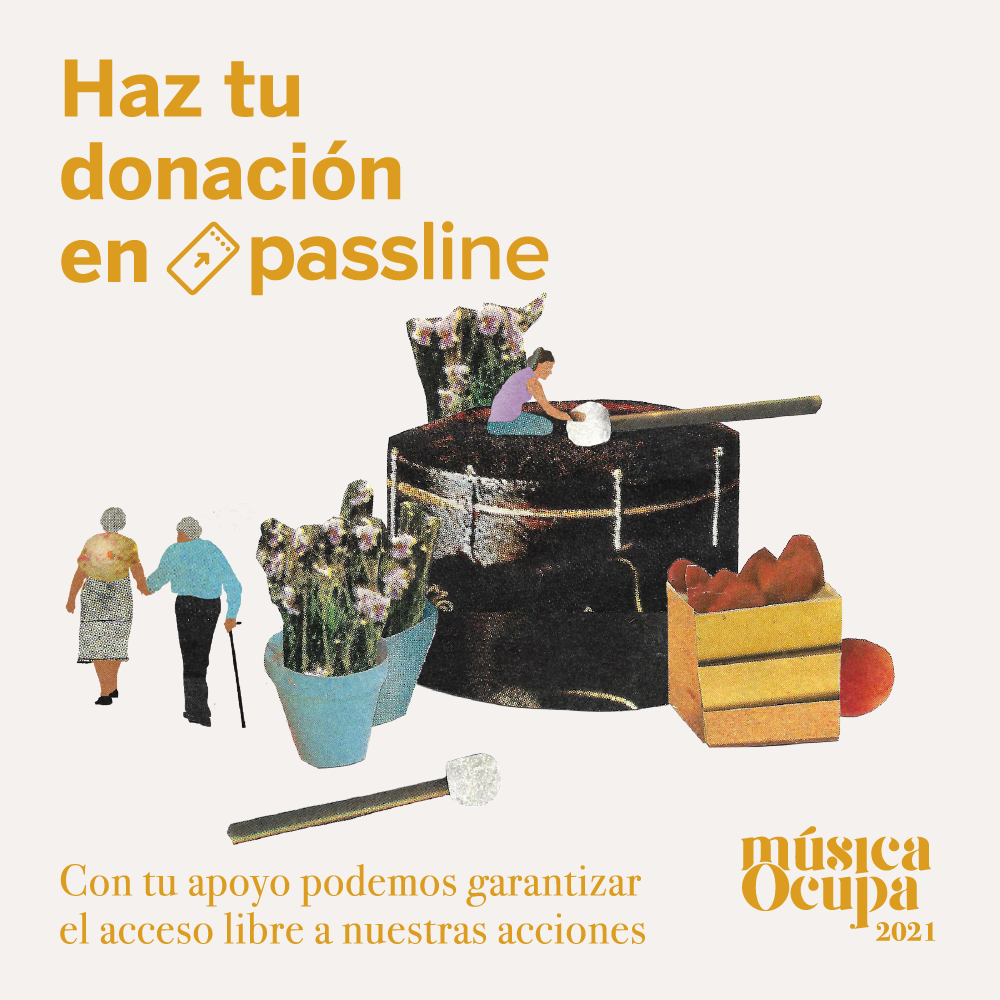 Haz tu
donación
en passline
Con tu apoyo podemos garantizar
el acceso libre a nuestras acciones
música
Ocupa
2021